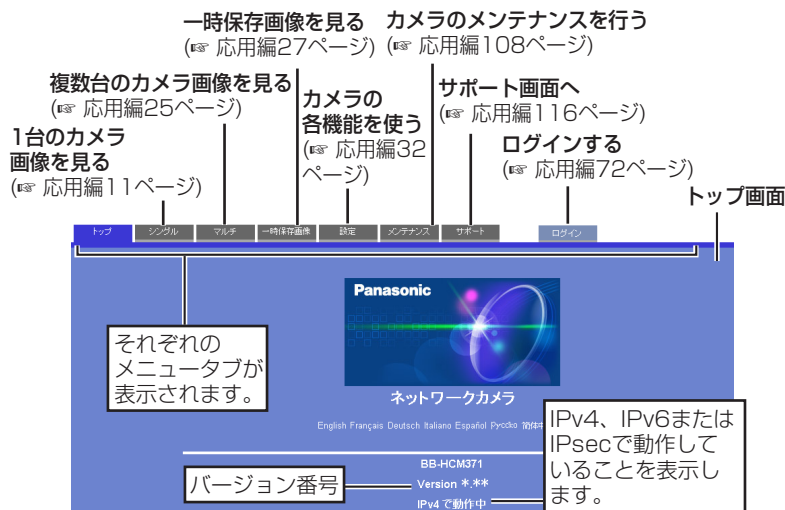 一時保存画像を見る
(☞ 応用編27ページ)
カメラのメンテナンスを行う
(☞ 応用編108ページ)
複数台のカメラ画像を見る
(☞ 応用編25ページ)
カメラの
各機能を使う
(☞ 応用編32
ページ)
サポート画面へ
(☞ 応用編116ページ)
1台のカメラ
画像を見る
(☞ 応用編11ページ)
ログインする
(☞ 応用編72ページ)
トップ画面
トップ
シングル
マルチ
一時保存画像
設定
メンテナンス
サポート
ログイン
Panasonic
それぞれの
メニュータブが
表示されます。
ネットワークカメラ
English Français Deutsch Italiano Español Русско 简体
IPv4、IPv6または
IPsecで動作して
いることを表示し
ます。
BB-HCM371
バージョン番号
Version *.**
IPv4 で動作中